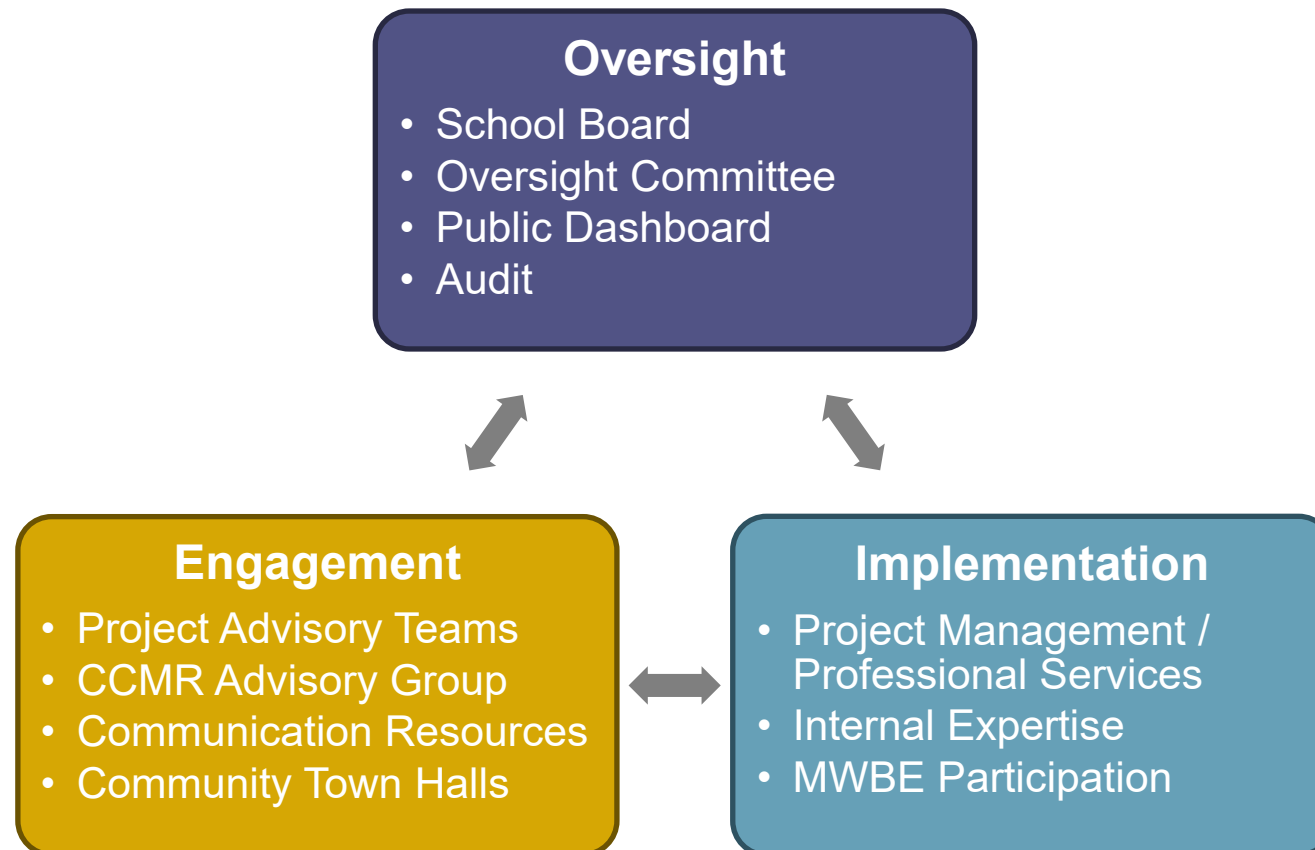 Oversight
• School Board
• Oversight Committee
• Public Dashboard
• Audit
Engagement
• Project Advisory Teams
• CCMR Advisory Group
• Communication Resources
• Community Town Halls
Implementation
• Project Management /
Professional Services
• Internal Expertise
• MWBE Participation